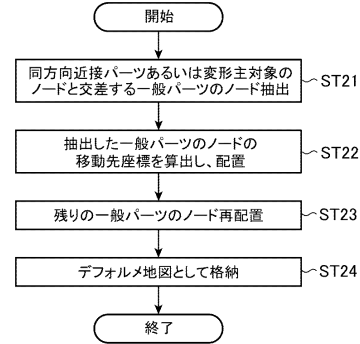 開始
同方向近接パーツあるいは変形主対象の
ノードと交差する一般パーツのノード抽出
ST21
抽出した一般パーツのノードの
移動先座標を算出し、配置
ST22
残りの一般パーツのノード再配置
ST23
デフォルメ地図として格納
ST24
終了